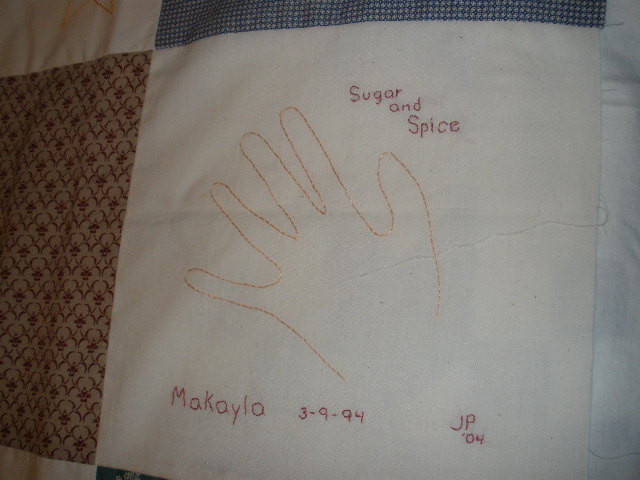 Sugar
and
Spice
Makayla 3-9-94
JP
'04